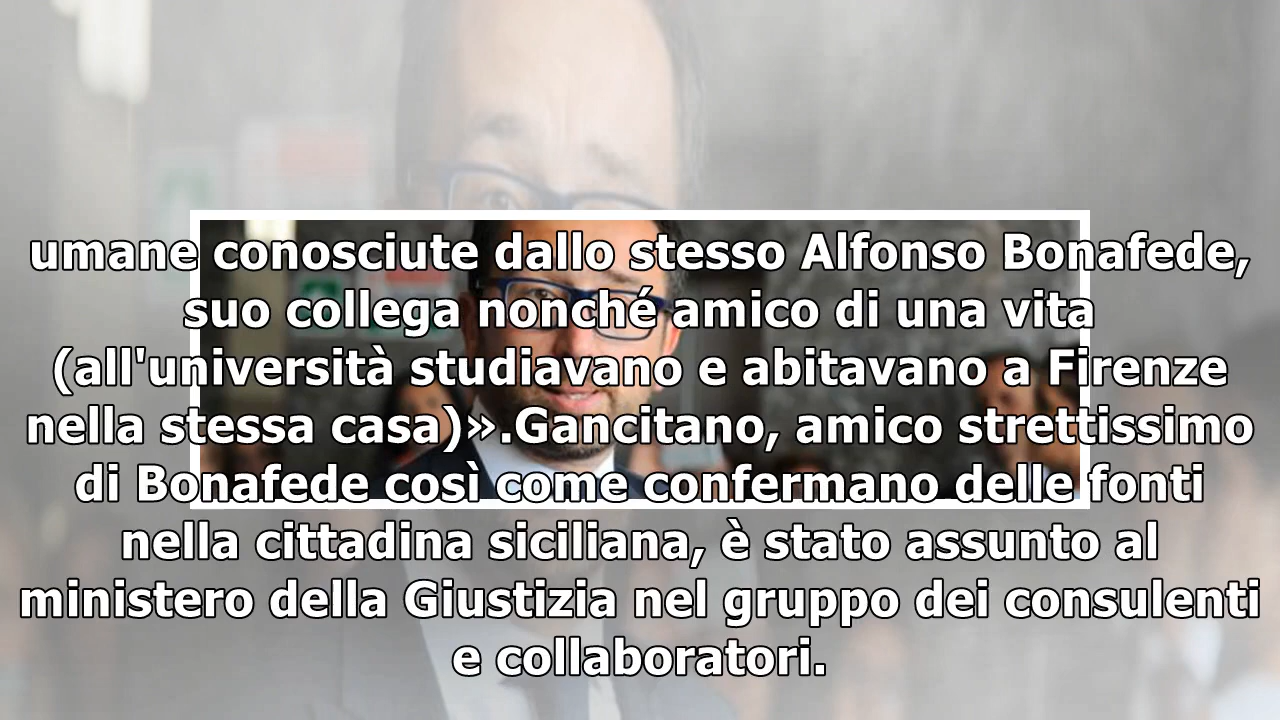 umane conosciute dallo stesso Alfonso Bonafede,
suo collega nonché amico di una vita
(all'università studiavano e abitavano a Firenze
nella stessa casa)».Gancitano, amico strettissimo
di Bonafede così come confermano delle fonti
nella cittadina siciliana, è stato assunto al
ministero della Giustizia nel gruppo dei consulenti
e collaboratori.